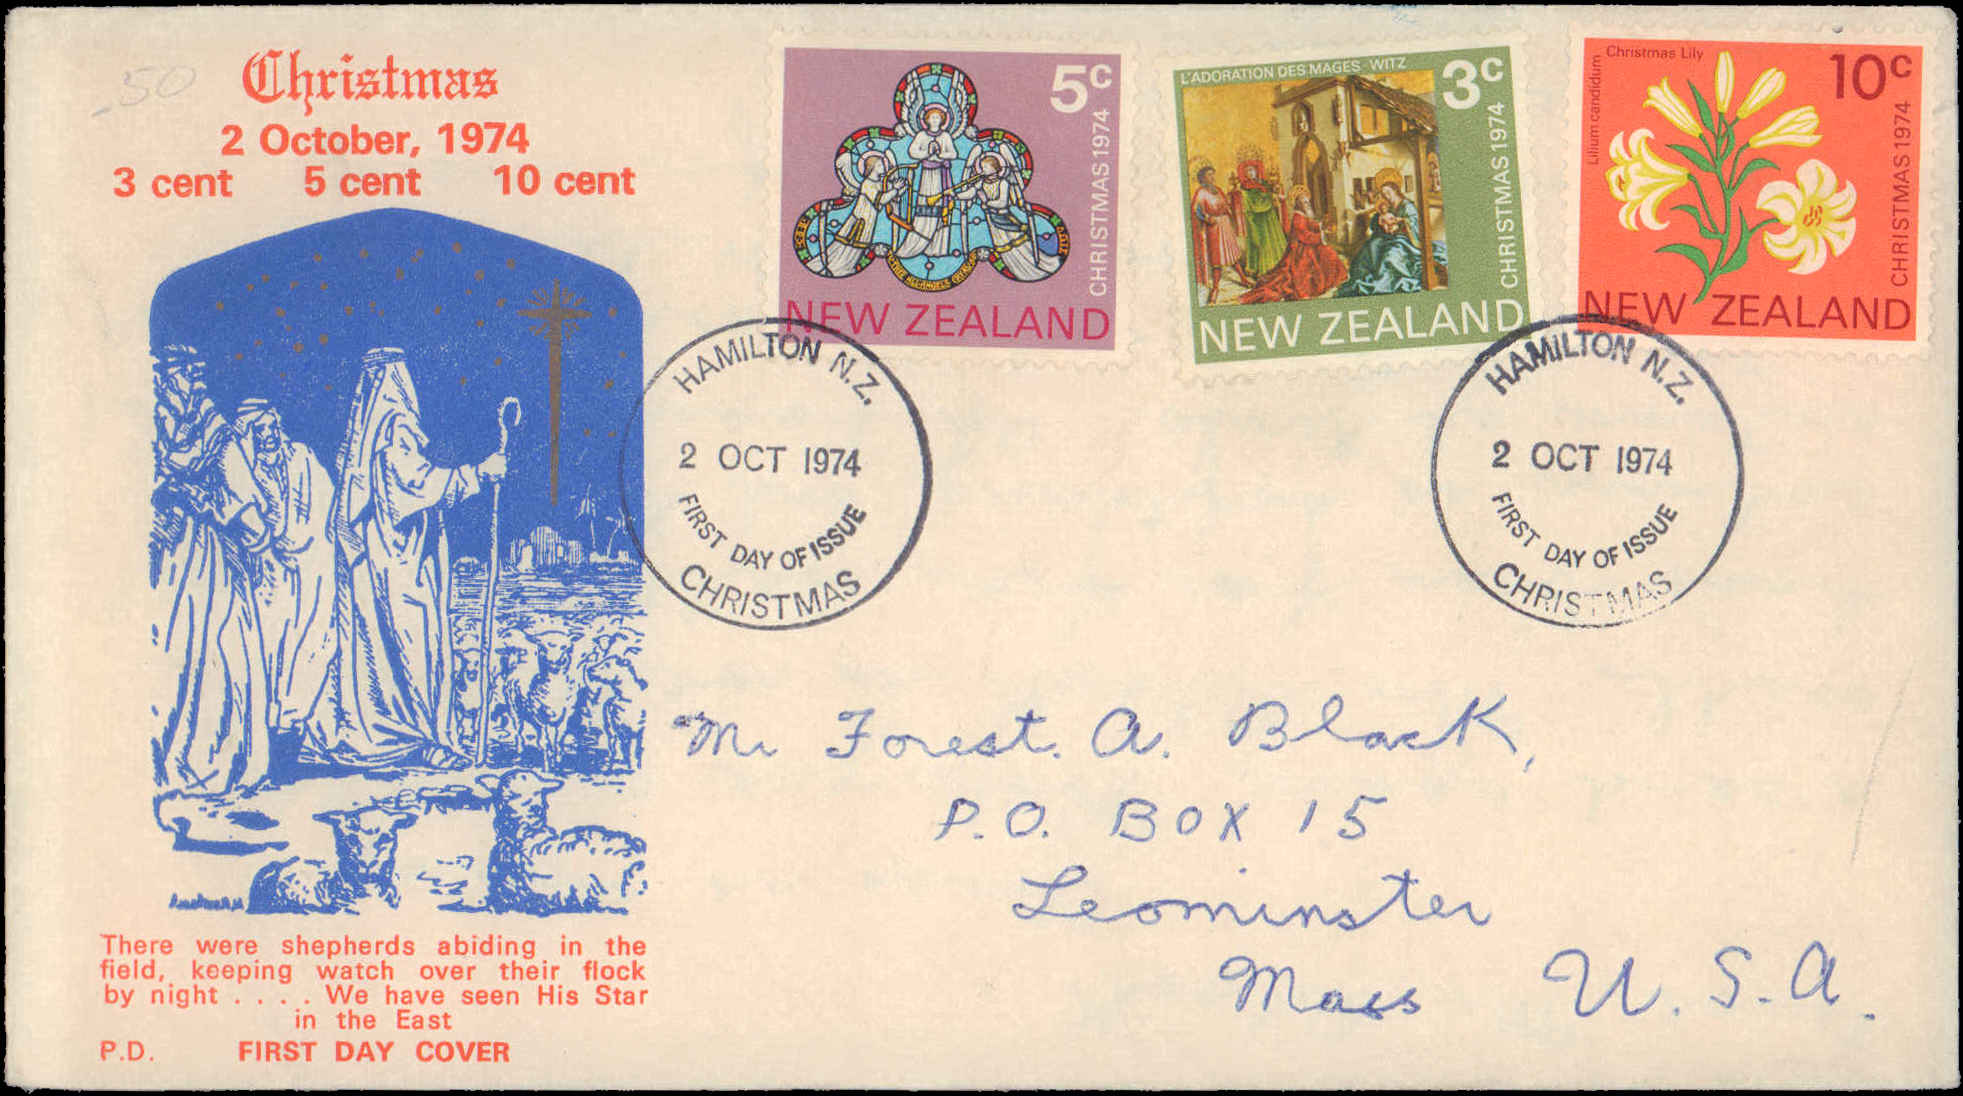 50
Christmas
2 October, 1974
3 cent 5 cent 10 cent
5c
CHRISTMAS 1974
NEW ZEALAND
L'ADORATION DES MAGES WITZ
3c
CHRISTMAS 1974
NEW ZEALAND
Christmas Lily
Lilium candidum
10c
CHRISTMAS 1974
NEW ZEALAND
HAMILTON N.Z.
2 OCT 1974
FIRST DAY OF ISSUE
CHRISTMAS
HAMILTON N.Z.
2 OCT 1974
FIRST DAY OF ISSUE
CHRISTMAS
Mr Forest. A. Black,
P.O. BOX 15
Leominster
Mass U.S.A.
There were shepherds abiding in the
field, keeping watch over their flock
by night . . . . We have seen His Star
in the East
P.D. FIRST DAY COVER